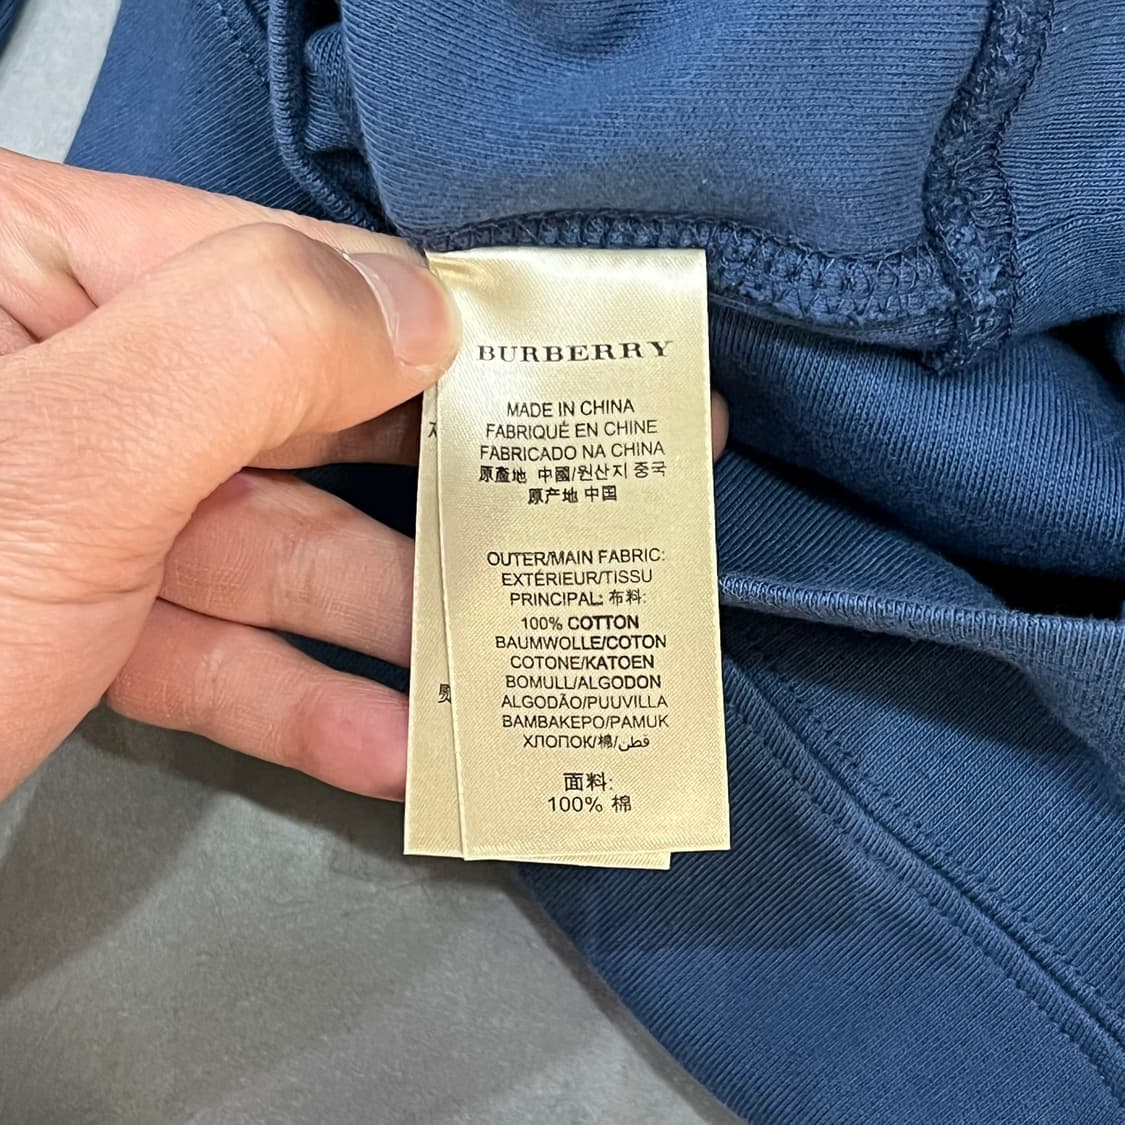 BURBERRY
MADE IN CHINA
FABRIQUÉ EN CHINE
FABRICADO NA CHINA
原產地 中國/원산지 중국
原产地 中国
OUTER/MAIN FABRIC:
EXTÉRIEUR/TISSU
PRINCIPAL: 布料:
100% COTTON
BAUMWOLLE/COTON
COTONE/KATOEN
BOMULL/ALGODON
ALGODÃO/PUUVILLA
BAMBAKEPO/PAMUK
ХЛОПОК/棉/قطن
面料:
100% 棉